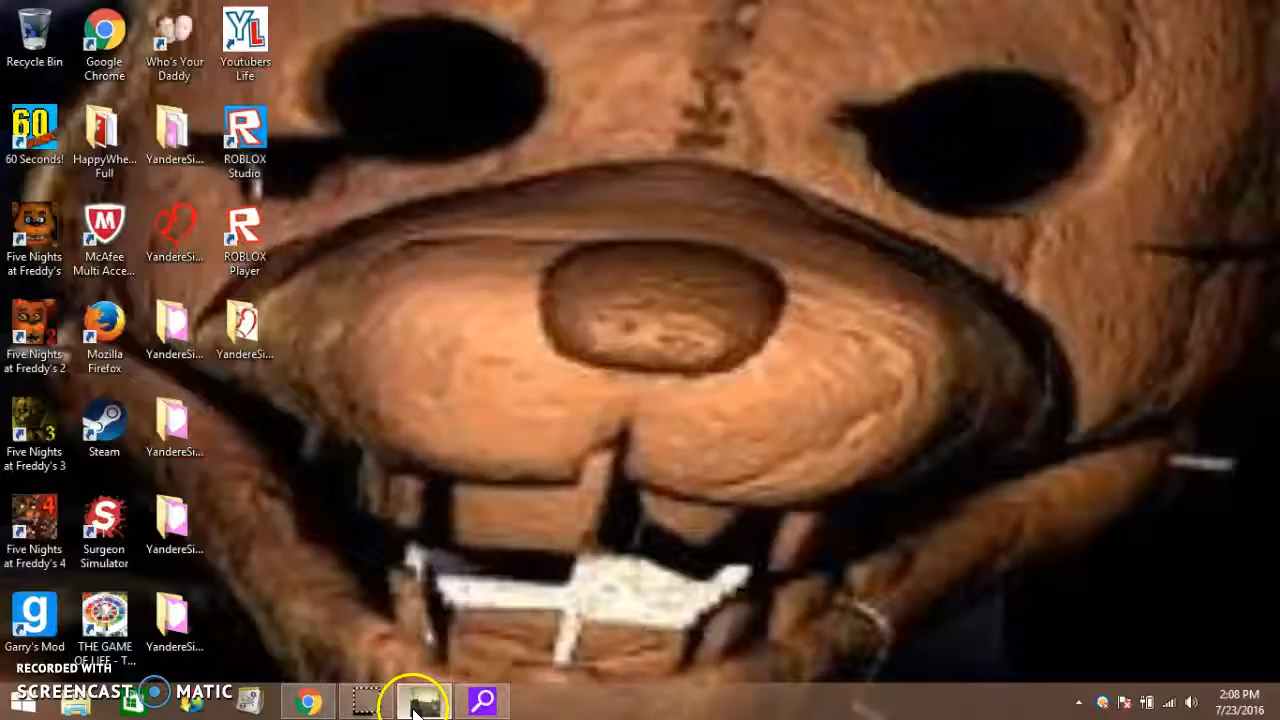 Recycle Bin
Google
Chrome
Who's Your
Daddy
YL
Youtubers
Life
60
60 Seconds!
HappyWhe...
Full
YandereSi...
ROBLOX
Studio
Five Nights
at Freddy's
McAfee
Multi Acce...
YandereSi...
ROBLOX
Player
2
Five Nights
at Freddy's 2
Mozilla
Firefox
YandereSi...
YandereSi...
3
Five Nights
at Freddy's 3
Steam
YandereSi...
4
Five Nights
at Freddy's 4
S
Surgeon
Simulator
YandereSi...
g
Garry's Mod
THE GAME
OF LIFE - T...
YandereSi...
RECORDED WITH
SCREENCAST MATIC
2:08 PM
7/23/2016